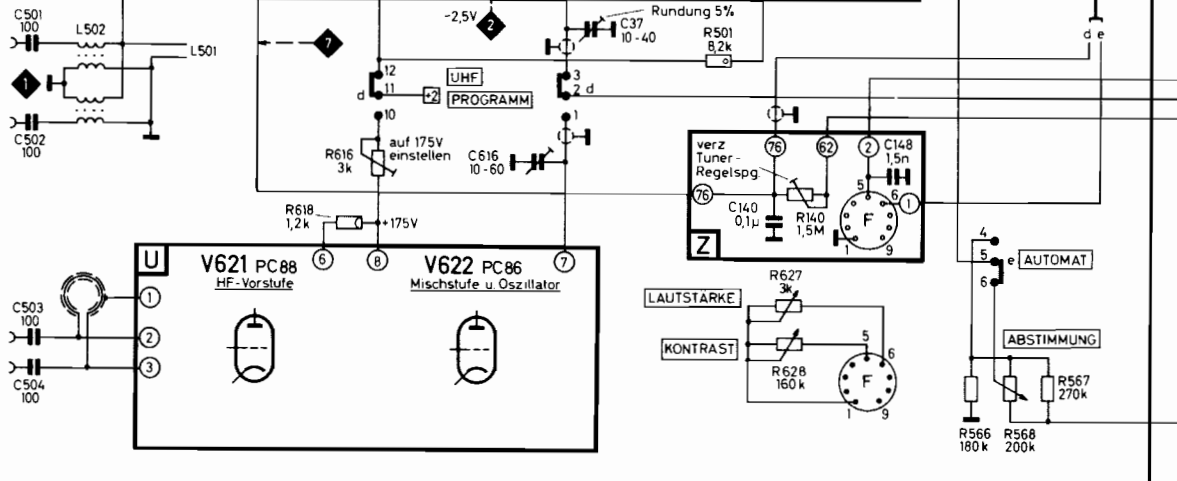 C501
100
L502
L501
1
C502
100
7
-2,5V
2
Rundung 5%
C37
10-40
R501
8,2k
d e
12
11
d
10
+2
UHF
PROGRAMM
3
2 d
1
R616
3k
auf 175V
einstellen
C616
10-60
R618
1,2k
+175V
6
8
7
U
V621 PC88
HF-Vorstufe
V622 PC86
Mischstufe u. Oszillator
1
2
3
C503
100
C504
100
verz
Tuner-
Regelspg.
76
62
2
C148
1,5n
76
5
6
1
C140
0,1µ
R140
1,5M
F
1
9
Z
LAUTSTÄRKE
R627
3k
KONTRAST
R628
160k
5
6
F
1
9
4
5
e
6
AUTOMAT
ABSTIMMUNG
R566
180k
R568
200k
R567
270k